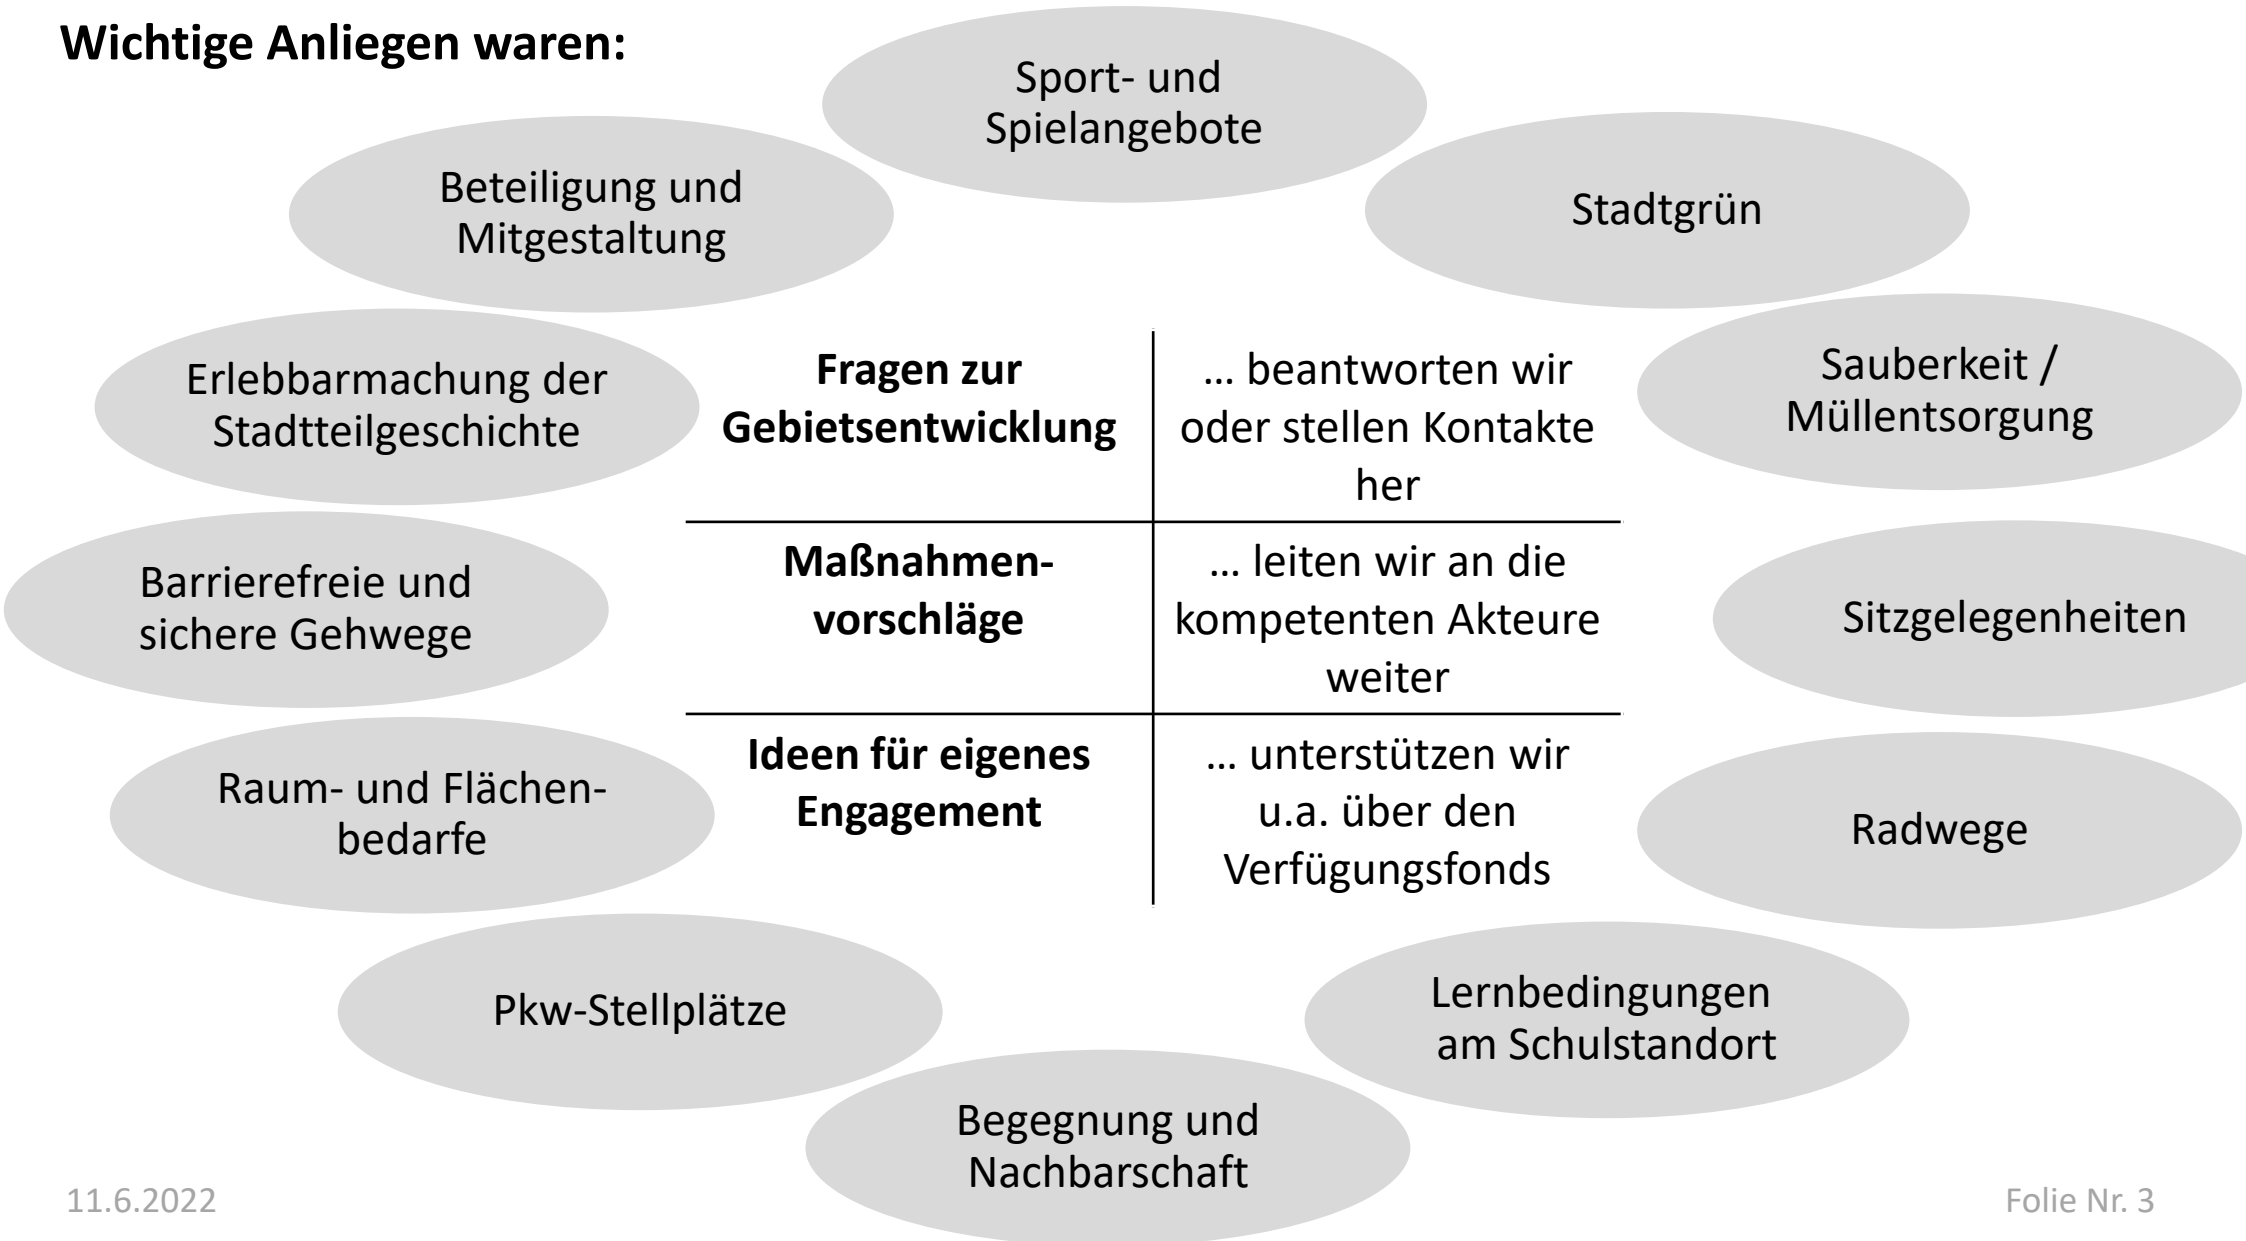 Wichtige Anliegen waren:
Sport- und
Spielangebote
Stadtgrün
Sauberkeit /
Müllentsorgung
Sitzgelegenheiten
Radwege
Lernbedingungen
am Schulstandort
Begegnung und
Nachbarschaft
Pkw-Stellplätze
Raum- und Flächen-
bedarfe
Barrierefreie und
sichere Gehwege
Erlebbarmachung der
Stadtteilgeschichte
Beteiligung und
Mitgestaltung
Fragen zur
Gebietsentwicklung
... beantworten wir
oder stellen Kontakte
her
Maßnahmen-
vorschläge
... leiten wir an die
kompetenten Akteure
weiter
Ideen für eigenes
Engagement
... unterstützen wir
u.a. über den
Verfügungsfonds
11.6.2022
Folie Nr. 3